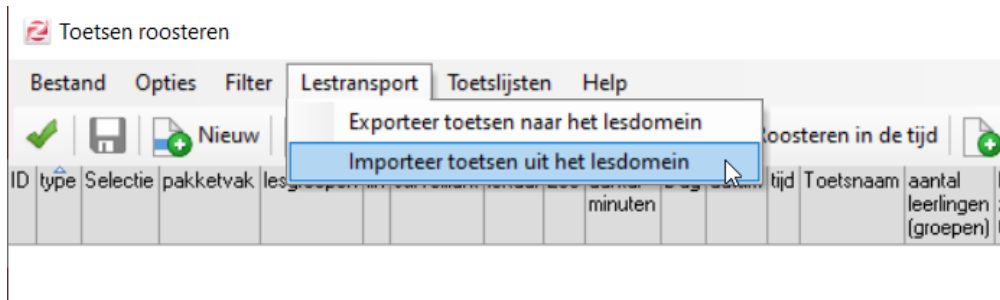 Toetsen roosteren
Bestand Opties Filter Lestransport Toetslijsten Help
Exporteer toetsen naar het lesdomein
Nieuw Roosteren in de tijd
Importeer toetsen uit het lesdomein
ID type Selectie pakketvak lesgroepen tijd Toetsnaam aantal
minuten leerlingen
(groepen)